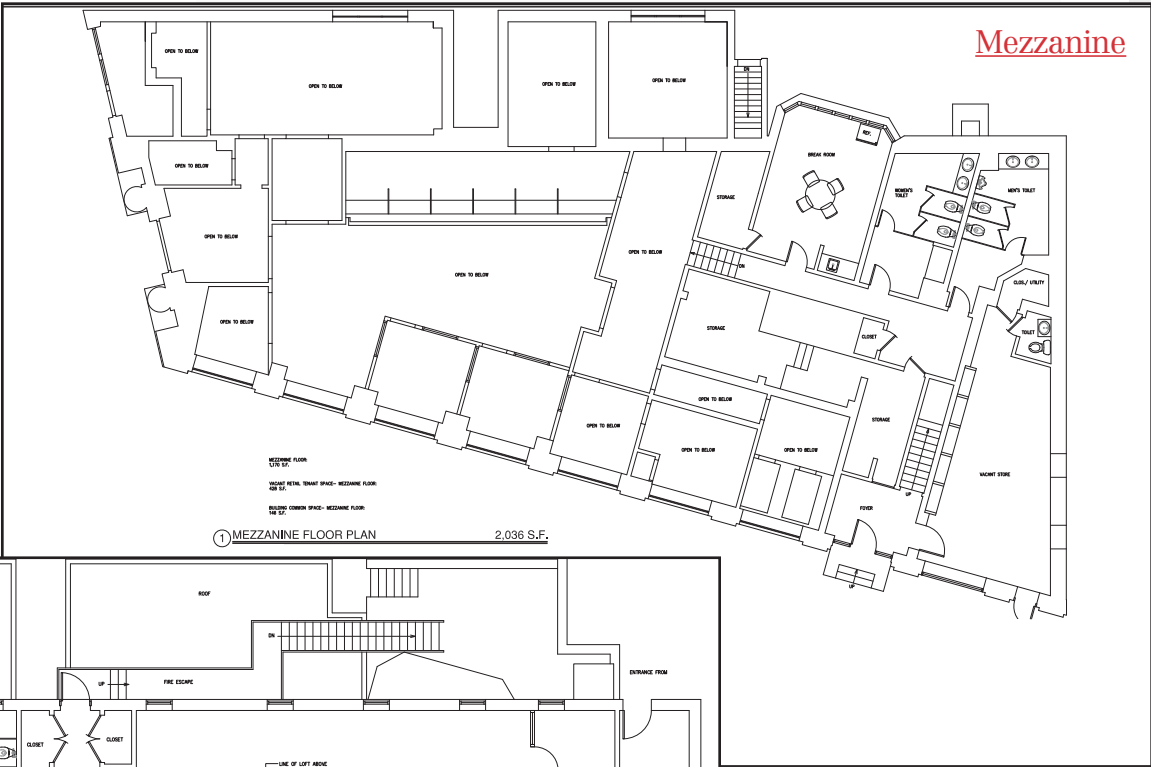 Mezzanine
OPEN TO BELOW
OPEN TO BELOW
OPEN TO BELOW
OPEN TO BELOW
DN
REF.
BREAK ROOM
OPEN TO BELOW
WOMEN'S
TOILET
MEN'S TOILET
STORAGE
OPEN TO BELOW
OPEN TO BELOW
OPEN TO BELOW
DN
CLOS./ UTILITY
OPEN TO BELOW
STORAGE
CLOSET
TOILET
OPEN TO BELOW
OPEN TO BELOW
STORAGE
OPEN TO BELOW
OPEN TO BELOW
MEZZANINE FLOOR:
1,170 S.F.
VACANT RETAIL TENANT SPACE- MEZZANINE FLOOR:
BUILDING COMMON SPACE- MEZZANINE FLOOR:
VACANT STORE
UP
FOYER
1 MEZZANINE FLOOR PLAN 2,036 S.F.
UP
ROOF
DN
ENTRANCE FROM
UP
FIRE ESCAPE
CLOSET
CLOSET
LINE OF LOFT ABOVE